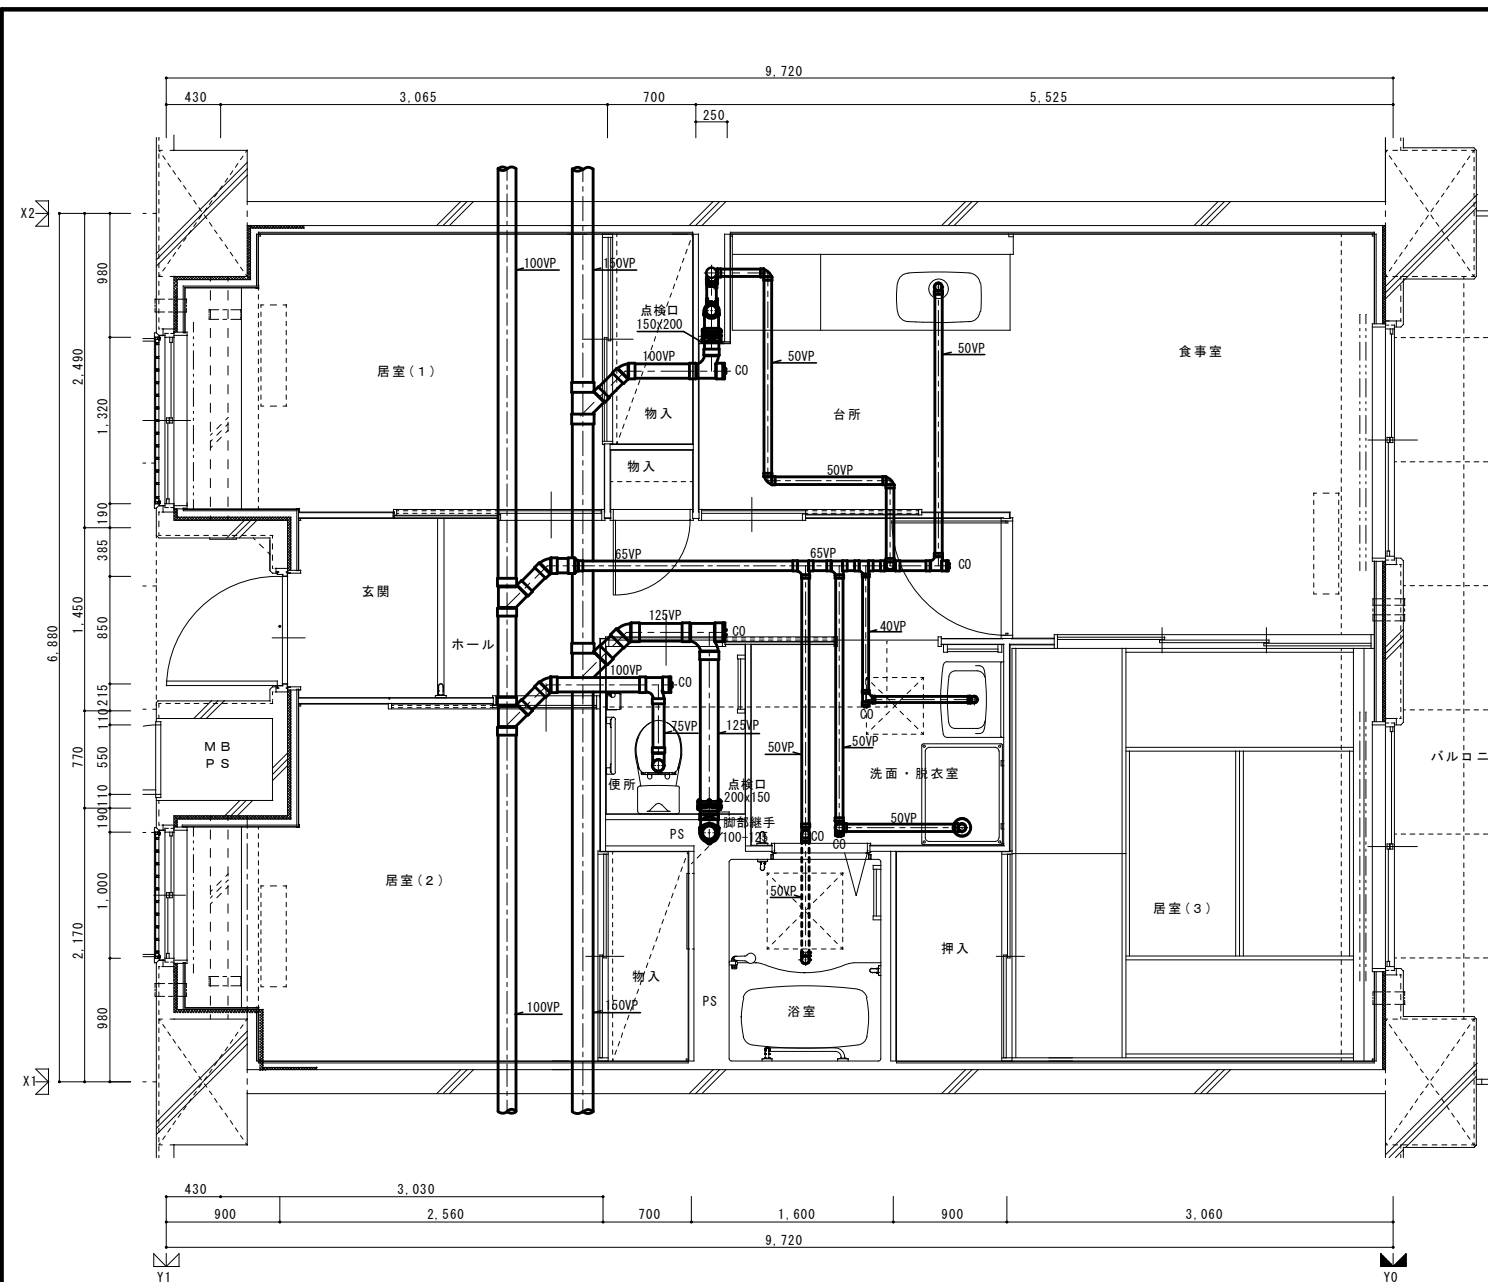 9,720
430
3,065
700
5,525
250
X2
100VP
150VP
980
点検口
150x200
50VP
50VP
食事室
2,490
居室(1)
100VP
CO
1,320
物入
台所
物入
50VP
190
385
65VP
65VP
CO
玄関
1,450
850
6,880
125VP
40VP
ホール
CO
100VP
CO
215
CO
110
75VP
125VP
MB
PS
50VP
50VP
770
550
バルコニ
洗面・脱衣室
便所
点検口
200x150
110
190
脚部継手
100-125
50VP
PS
CO
CO
居室(2)
50VP
1,000
居室(3)
2,170
押入
物入
980
PS
100VP
150VP
浴室
X1
430
3,030
900
2,560
700
1,600
900
3,060
9,720
Y1
Y0